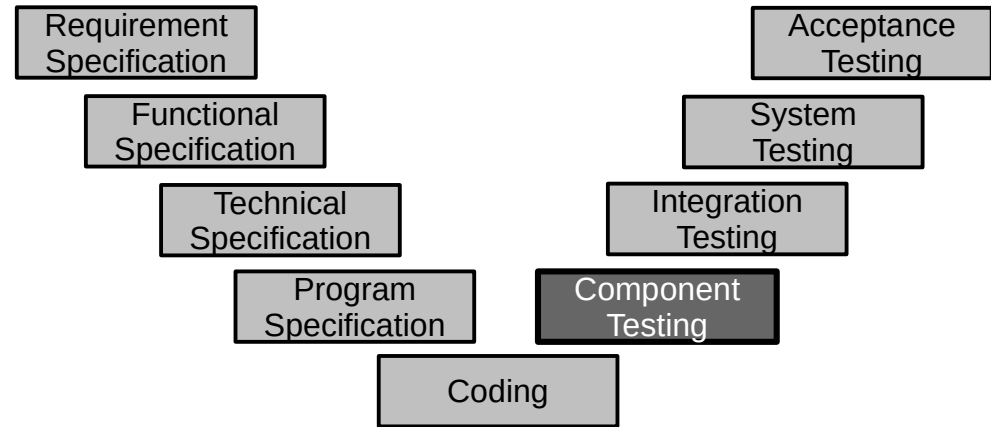 Requirement
Specification
Acceptance
Testing
Functional
Specification
System
Testing
Technical
Specification
Integration
Testing
Program
Specification
Component
Testing
Coding